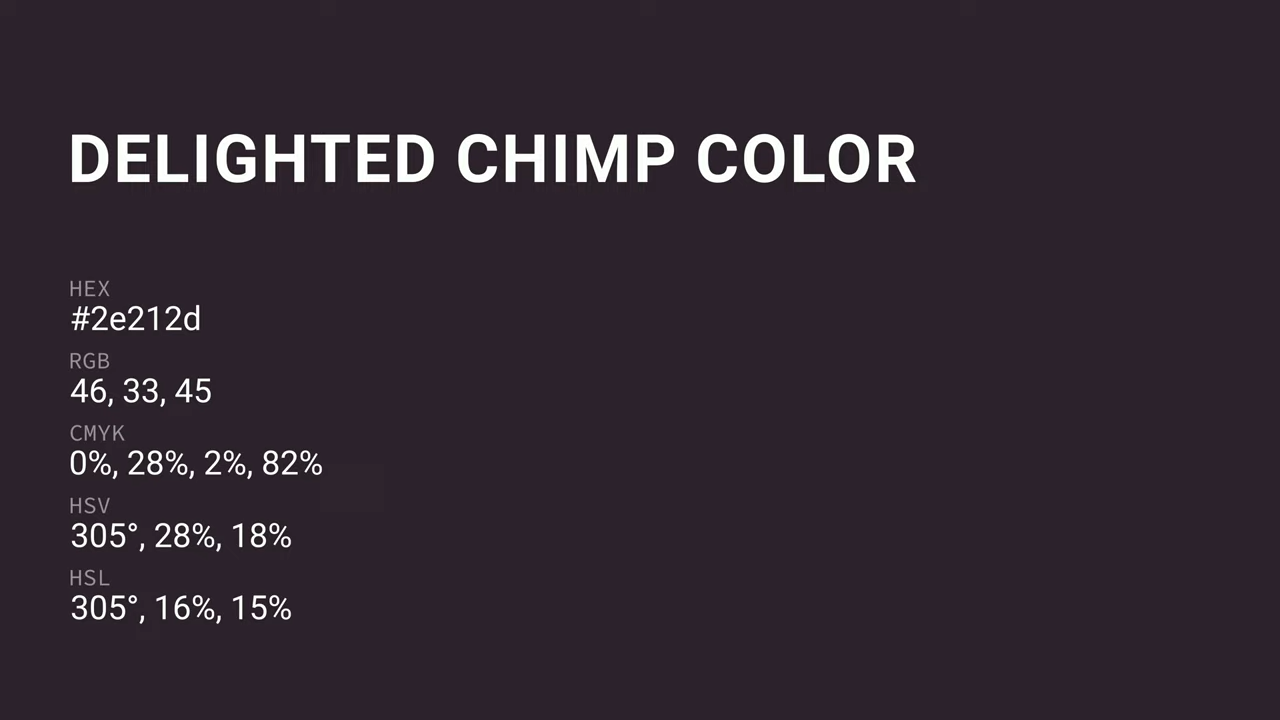 DELIGHTED CHIMP COLOR
HEX
#2e212d
RGB
46, 33, 45
CMYK
0%, 28%, 2%, 82%
HSV
305°, 28%, 18%
HSL
305°, 16%, 15%